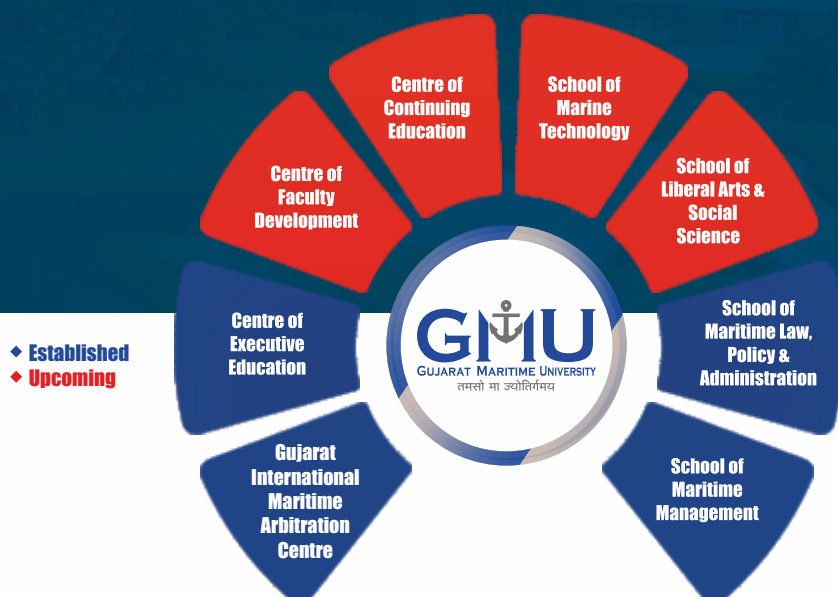 Centre of
Continuing
Education
School of
Marine
Technology
Centre of
Faculty
Development
School of
Liberal Arts &
Social
Science
Centre of
Executive
Education
School of
Maritime Law,
Policy &
Administration
Gujarat
International
Maritime
Arbitration
Centre
School of
Maritime
Management
GMU
GUJARAT MARITIME UNIVERSITY
तमसो मा ज्योतिर्गमय
Established
Upcoming